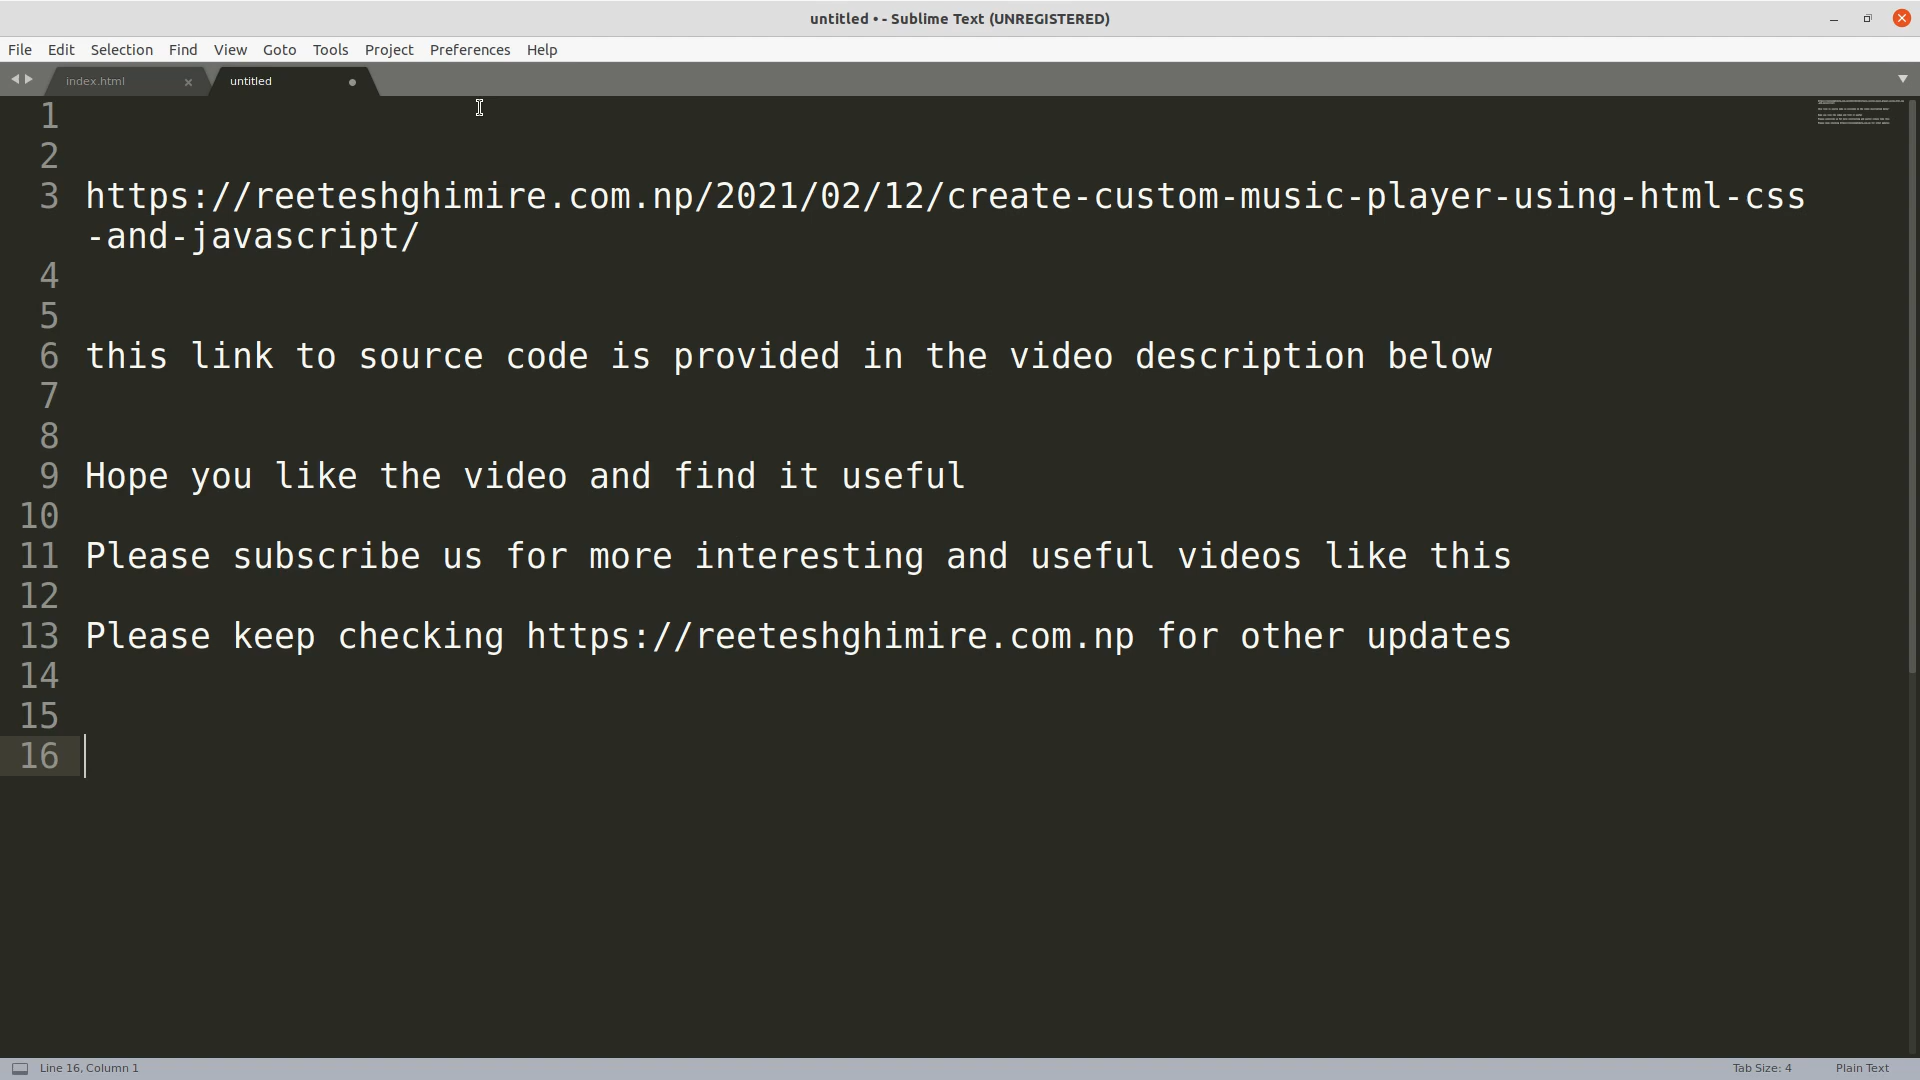 untitled • - Sublime Text (UNREGISTERED)
File Edit Selection Find View Goto Tools Project Preferences Help
index.html untitled
1
2
3 https://reeteshghimire.com.np/2021/02/12/create-custom-music-player-using-html-css
-and-javascript/
4
5
6 this link to source code is provided in the video description below
7
8
9 Hope you like the video and find it useful
10
11 Please subscribe us for more interesting and useful videos like this
12
13 Please keep checking https://reeteshghimire.com.np for other updates
14
15
16
Line 16, Column 1 Tab Size: 4 Plain Text